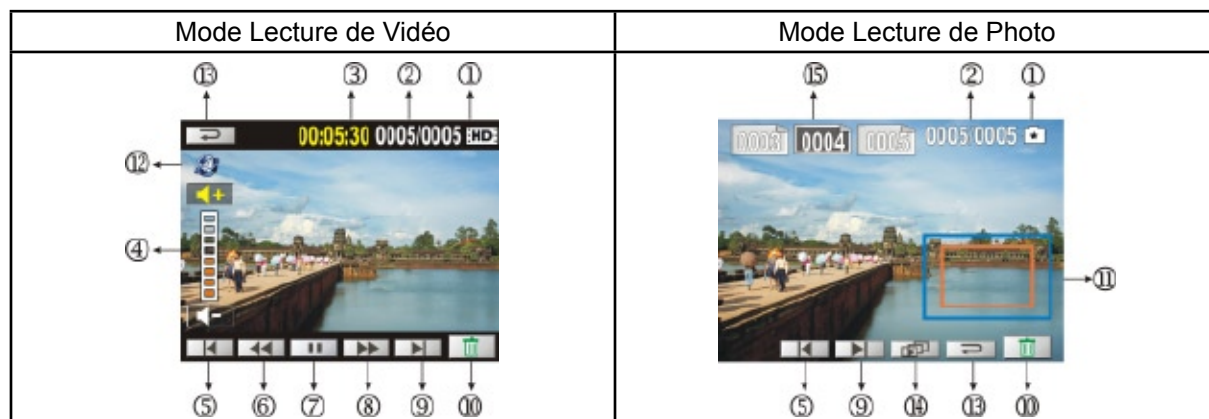 Mode Lecture de Vidéo
Mode Lecture de Photo
⑬ ③ ② ①
⑮ ② ①
00:05:30 0005/0005 HD
0003 0004 0005 0005/0005
⑫
④
⑪
⑤ ⑥ ⑦ ⑧ ⑨ ⑩
⑤ ⑨ ⑭ ⑬ ⑩